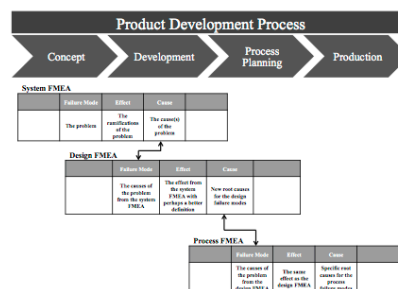 Product Development Process
Concept
Development
Process
Planning
Production
System FMEA
Failure Mode
Effect
Cause
The problem
The
ramifications
of the
problem
The cause(s)
of the
problem
Design FMEA
Failure Mode
Effect
Cause
The causes of
the problem
from the system
FMEA
The effect from
the system
FMEA with
perhaps a better
definition
New root causes
for the design
failure modes
Process FMEA
Failure Mode
Effect
Cause
The causes of
the problem
from the
design FMEA
The same
effect as the
design FMEA
Specific root
causes for the
process
failure modes